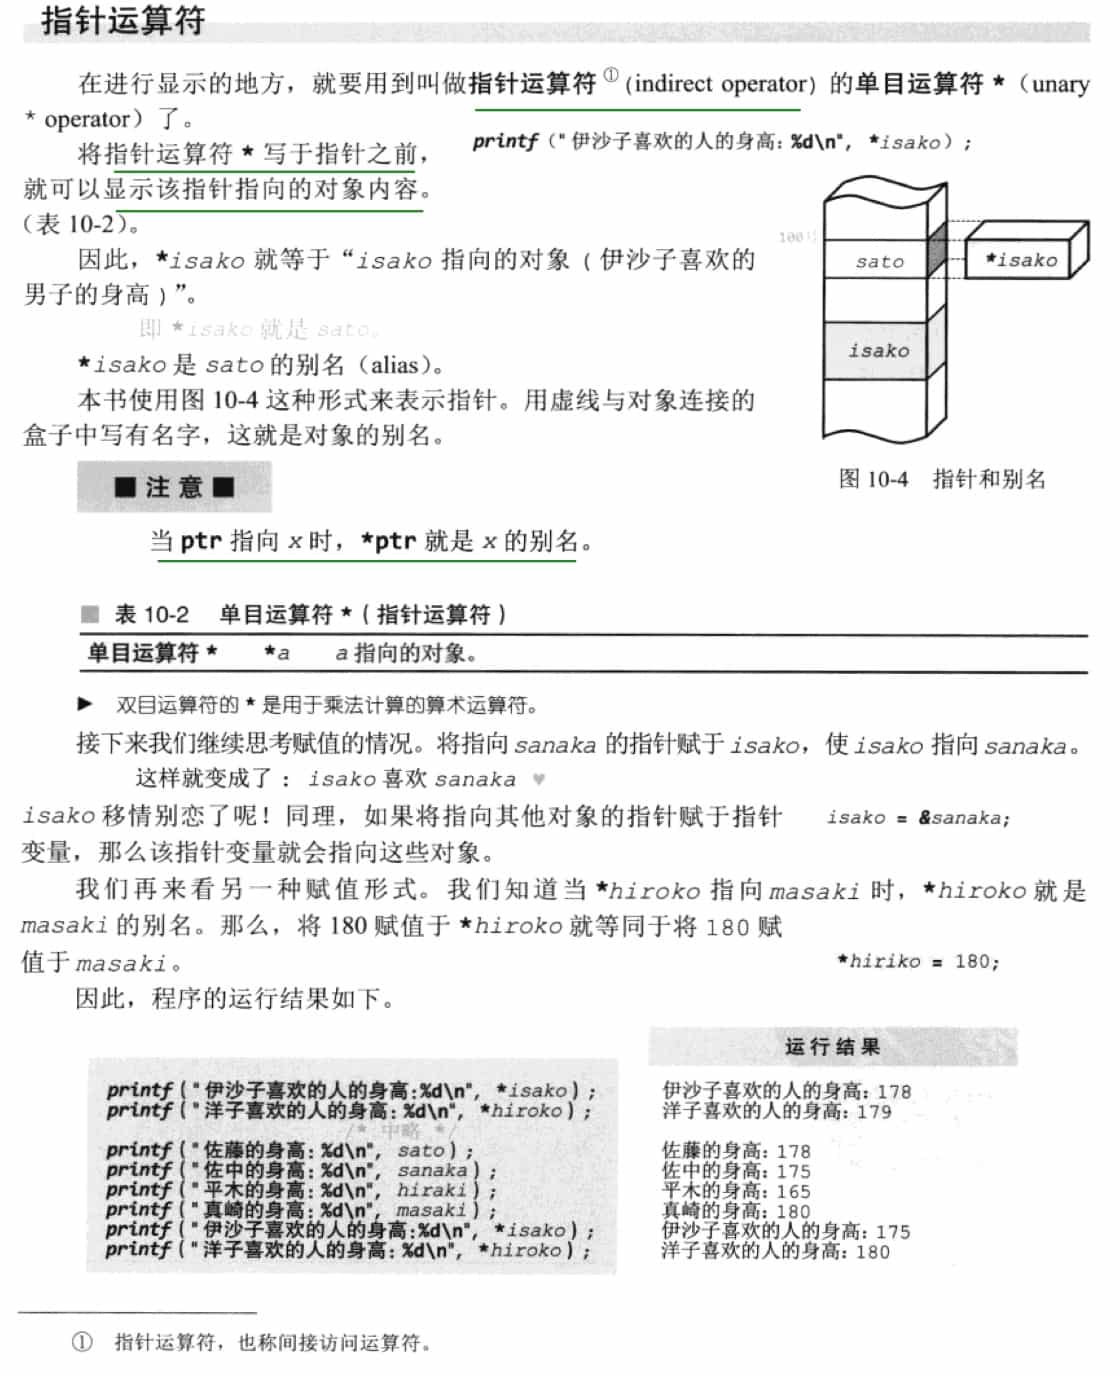 指针运算符
在进行显示的地方，就要用到叫做指针运算符①(indirect operator) 的单目运算符 *（unary
* operator）了。
printf ("伊沙子喜欢的人的身高: %d\n", *isako) ;
将指针运算符 * 写于指针之前，
就可以显示该指针指向的对象内容。
（表 10-2）。
因此，*isako 就等于“isako 指向的对象（伊沙子喜欢的
男子的身高）”。
即 *isako 就是 sato。
*isako 是 sato 的别名（alias）。
本书使用图 10-4 这种形式来表示指针。用虚线与对象连接的
盒子中写有名字，这就是对象的别名。
sato
*isako
isako
图 10-4 指针和别名
■ 注 意 ■
当 ptr 指向 x 时，*ptr 就是 x 的别名。
表 10-2 单目运算符 *（指针运算符）
单目运算符 * *a a 指向的对象。
▶ 双目运算符的 * 是用于乘法计算的算术运算符。
接下来我们继续思考赋值的情况。将指向 sanaka 的指针赋于 isako，使 isako 指向 sanaka。
这样就变成了： isako 喜欢 sanaka ♥
isako 移情别恋了呢！同理，如果将指向其他对象的指针赋于指针
变量，那么该指针变量就会指向这些对象。
isako = &sanaka;
我们再来看另一种赋值形式。我们知道当 *hiroko 指向 masaki 时，*hiroko 就是
masaki 的别名。那么，将 180 赋值于 *hiroko 就等同于将 180 赋
值于 masaki。
*hiriko = 180;
因此，程序的运行结果如下。
printf ("伊沙子喜欢的人的身高:%d\n", *isako) ;
printf ("洋子喜欢的人的身高: %d\n", *hiroko) ;
/* 中略 */
printf ("佐藤的身高: %d\n", sato) ;
printf ("佐中的身高: %d\n", sanaka) ;
printf ("平木的身高: %d\n", hiraki) ;
printf ("真崎的身高: %d\n", masaki) ;
printf ("伊沙子喜欢的人的身高:%d\n", *isako) ;
printf ("洋子喜欢的人的身高: %d\n", *hiroko) ;
运 行 结 果
伊沙子喜欢的人的身高: 178
洋子喜欢的人的身高: 179
佐藤的身高: 178
佐中的身高: 175
平木的身高: 165
真崎的身高: 180
伊沙子喜欢的人的身高: 175
洋子喜欢的人的身高: 180
① 指针运算符，也称间接访问运算符。